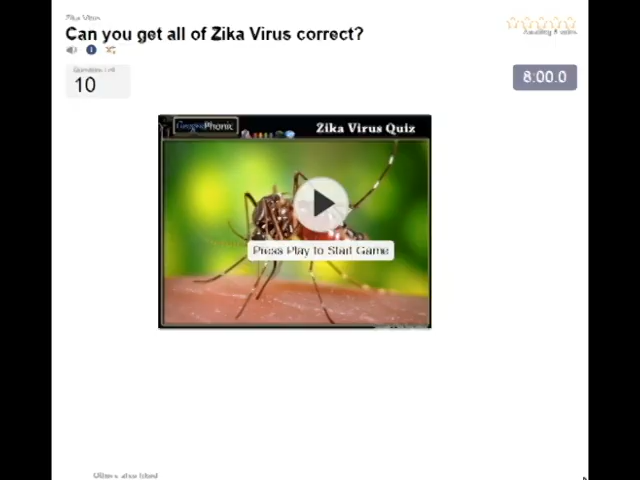 Zika Virus
Can you get all of Zika Virus correct?
10
8:00.0
Zika Virus Quiz
Press Play to Start Game